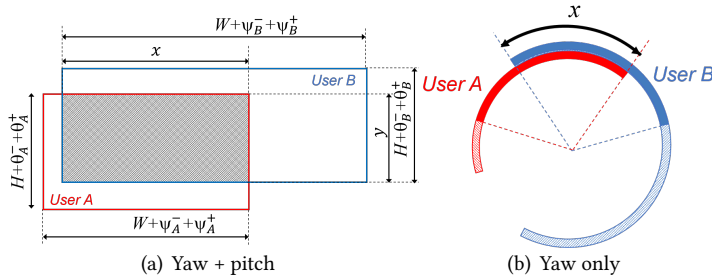 W+ψ_B^-+ψ_B^+
x
User B
H+θ_A^-+θ_A^+
y
H+θ_B^-+θ_B^+
User A
W+ψ_A^-+ψ_A^+
(a) Yaw + pitch
x
User A
User B
(b) Yaw only